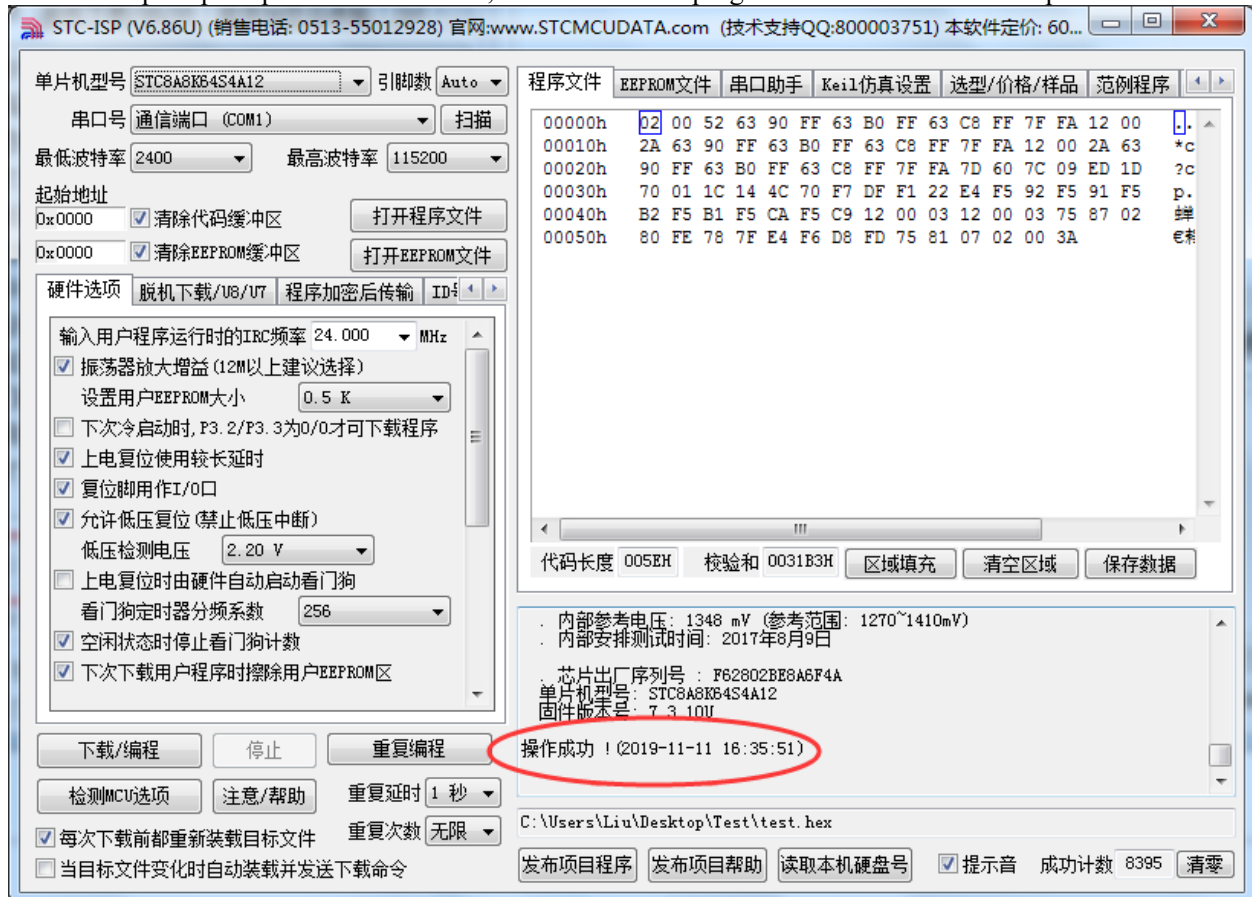 STC-ISP (V6.86U) (销售电话: 0513-55012928) 官网:www.STCMCUDATA.com (技术支持QQ:800003751) 本软件定价: 60...
单片机型号 STC8A8K64S4A12 引脚数 Auto
串口号 通信端口 (COM1) 扫描
最低波特率 2400 最高波特率 115200
起始地址
0x0000 清除代码缓冲区 打开程序文件
0x0000 清除EEPROM缓冲区 打开EEPROM文件
硬件选项 脱机下载/U8/U7 程序加密后传输
输入用户程序运行时的IRC频率 24.000 MHz
振荡器放大增益(12M以上建议选择)
设置用户EEPROM大小 0.5 K
下次冷启动时,P3.2/P3.3为0/0才可下载程序
上电复位使用较长延时
复位脚用作I/O口
允许低压复位(禁止低压中断)
低压检测电压 2.20 V
上电复位时由硬件自动启动看门狗
看门狗定时器分频系数 256
空闲状态时停止看门狗计数
下次下载用户程序时擦除用户EEPROM区
下载/编程 停止 重复编程
检测MCU选项 注意/帮助 重复延时 1 秒
每次下载前都重新装载目标文件 重复次数 无限
当目标文件变化时自动装载并发送下载命令
程序文件 EEPROM文件 串口助手 Keil仿真设置 选型/价格/样品 范例程序
00000h 02 00 52 63 90 FF 63 B0 FF 63 C8 FF 7F FA 12 00 ..
00010h 2A 63 90 FF 63 B0 FF 63 C8 FF 7F FA 12 00 2A 63 *c
00020h 90 FF 63 B0 FF 63 C8 FF 7F FA 7D 60 7C 09 ED 1D ?c
00030h 70 01 1C 14 4C 70 F7 DF F1 22 E4 F5 92 F5 91 F5 p.
00040h B2 F5 B1 F5 CA F5 C9 12 00 03 12 00 03 75 87 02
00050h 80 FE 78 7F E4 F6 D8 FD 75 81 07 02 00 3A
代码长度 005EH 校验和 0031B3H 区域填充 清空区域 保存数据
. 内部参考电压: 1348 mV (参考范围: 1270~1410mV)
. 内部安排测试时间: 2017年8月9日
. 芯片出厂序列号 : F62802BE8A6F4A
单片机型号: STC8A8K64S4A12
固件版本号: 7.3.10U
操作成功 !(2019-11-11 16:35:51)
C:\Users\Liu\Desktop\Test\test.hex
发布项目程序 发布项目帮助 读取本机硬盘号 提示音 成功计数 8395 清零